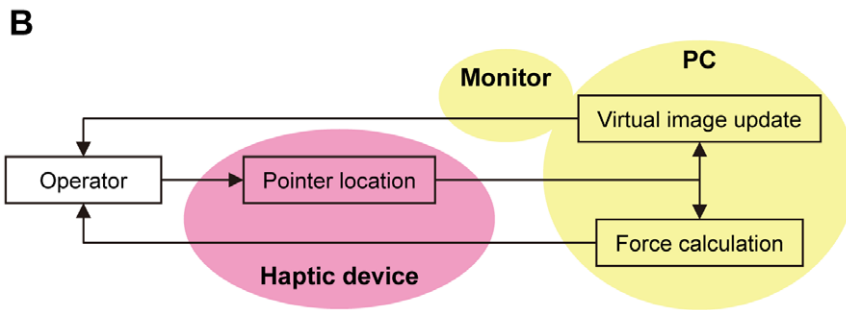 B
Monitor
PC
Virtual image update
Operator
Pointer location
Force calculation
Haptic device